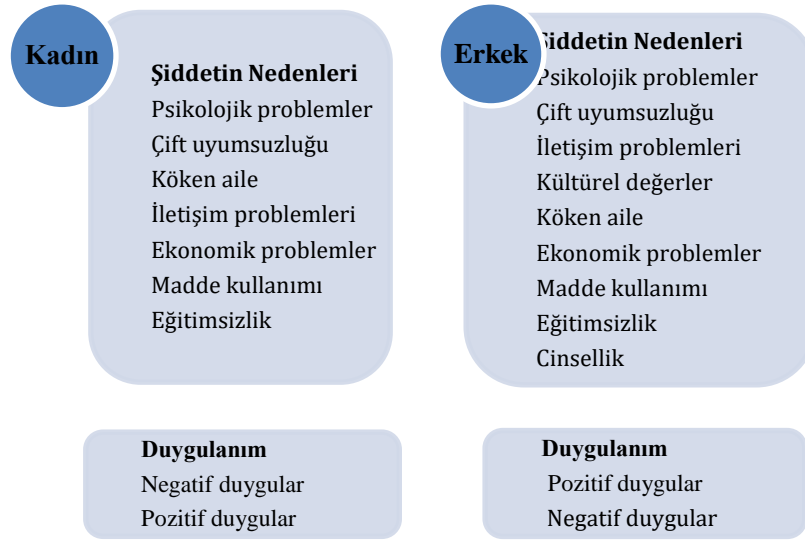 Kadın
Şiddetin Nedenleri
Psikolojik problemler
Çift uyumsuzluğu
Köken aile
İletişim problemleri
Ekonomik problemler
Madde kullanımı
Eğitimsizlik
Duygulanım
Negatif duygular
Pozitif duygular
Erkek
Şiddetin Nedenleri
Psikolojik problemler
Çift uyumsuzluğu
İletişim problemleri
Kültürel değerler
Köken aile
Ekonomik problemler
Madde kullanımı
Eğitimsizlik
Cinsellik
Duygulanım
Pozitif duygular
Negatif duygular